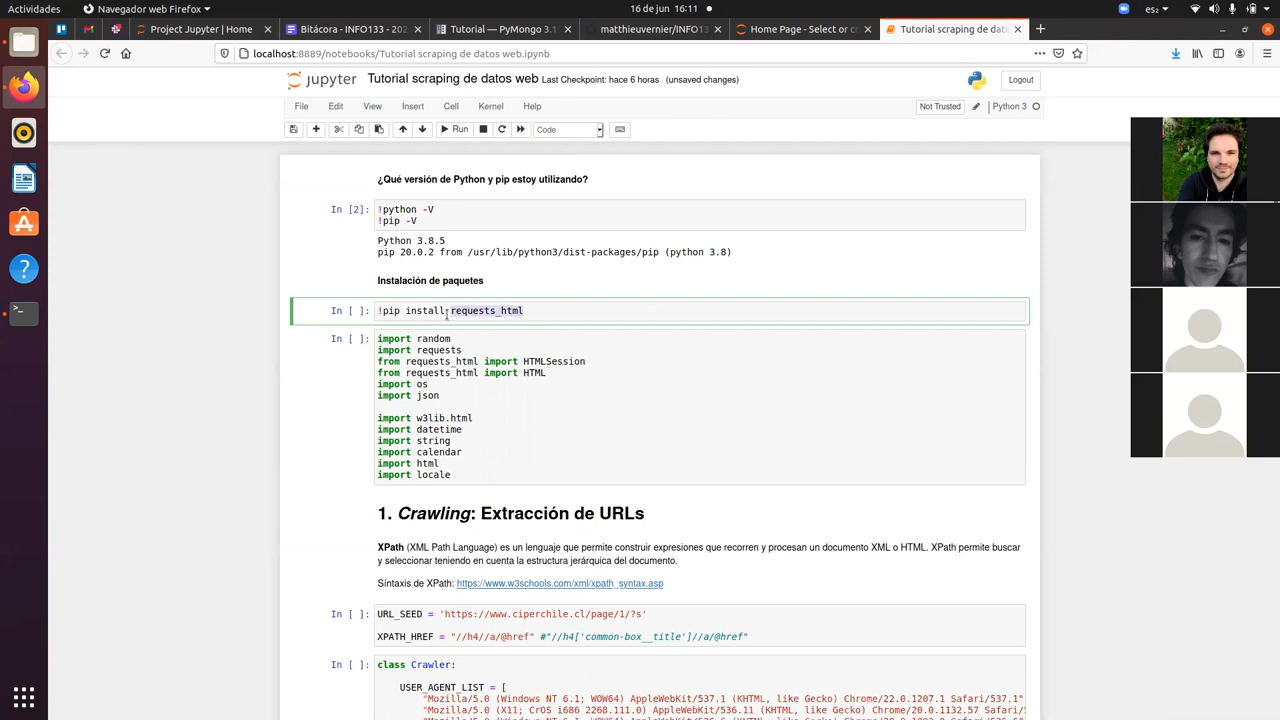 Actividades
Navegador web Firefox
16 de jun 16:11
es₂
Project Jupyter | Home
Bitácora - INFO133 - 202
Tutorial — PyMongo 3.1
matthieuvernier/INFO13
Home Page - Select or cr
Tutorial scraping de dato
localhost:8889/notebooks/Tutorial scraping de datos web.ipynb
jupyter Tutorial scraping de datos web Last Checkpoint: hace 6 horas (unsaved changes)
Logout
File Edit View Insert Cell Kernel Help
Not Trusted
Python 3
Run
Code
¿Qué versión de Python y pip estoy utilizando?
In [2]: !python -V
!pip -V
Python 3.8.5
pip 20.0.2 from /usr/lib/python3/dist-packages/pip (python 3.8)
Instalación de paquetes
In [ ]: !pip install requests_html
In [ ]: import random
import requests
from requests_html import HTMLSession
from requests_html import HTML
import os
import json
import w3lib.html
import datetime
import string
import calendar
import html
import locale
1. Crawling: Extracción de URLs
XPath (XML Path Language) es un lenguaje que permite construir expresiones que recorren y procesan un documento XML o HTML. XPath permite buscar
y seleccionar teniendo en cuenta la estructura jerárquica del documento.
Síntaxis de XPath: https://www.w3schools.com/xml/xpath_syntax.asp
In [ ]: URL_SEED = 'https://www.ciperchile.cl/page/1/?s'
XPATH_HREF = "//h4//a/@href" #"//h4['common-box__title']//a/@href"
In [ ]: class Crawler:
USER_AGENT_LIST = [
"Mozilla/5.0 (Windows NT 6.1; WOW64) AppleWebKit/537.1 (KHTML, like Gecko) Chrome/22.0.1207.1 Safari/537.1"
"Mozilla/5.0 (X11; CrOS i686 2268.111.0) AppleWebKit/536.11 (KHTML, like Gecko) Chrome/20.0.1132.57 Safari/